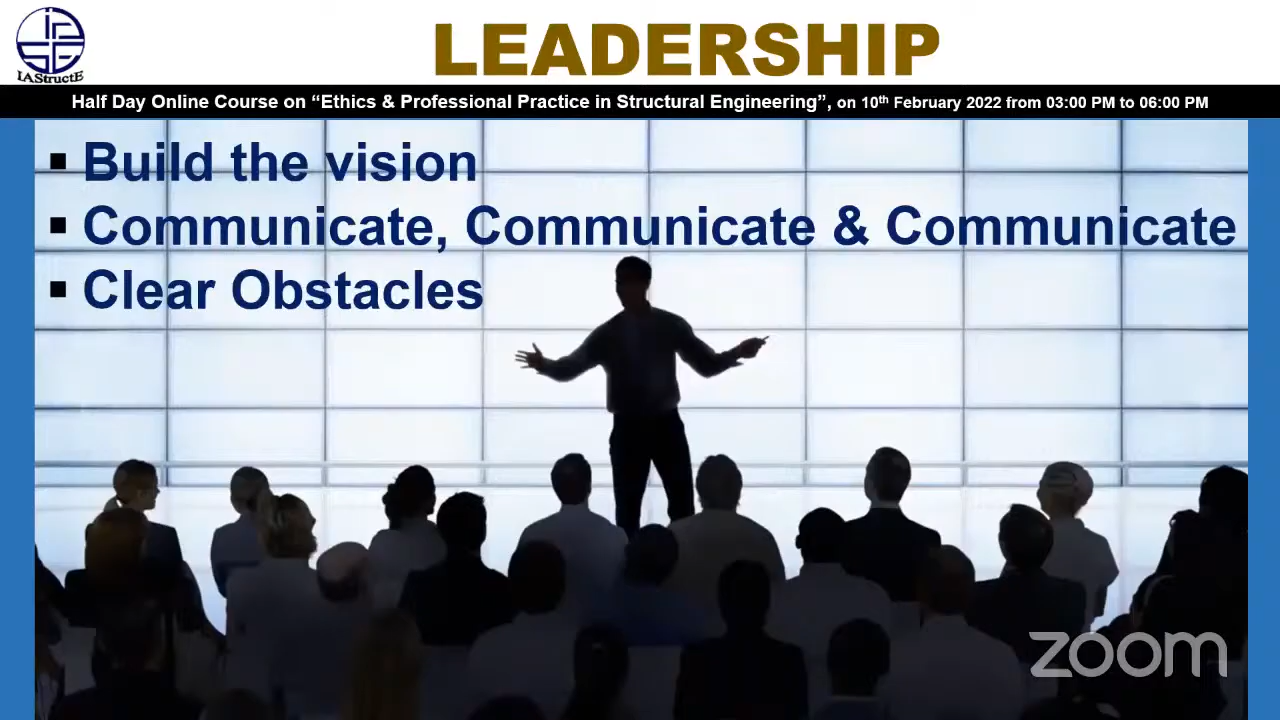 LEADERSHIP
IAStructE
Half Day Online Course on “Ethics & Professional Practice in Structural Engineering”, on 10th February 2022 from 03:00 PM to 06:00 PM
▪ Build the vision
▪ Communicate, Communicate & Communicate
▪ Clear Obstacles
zoom